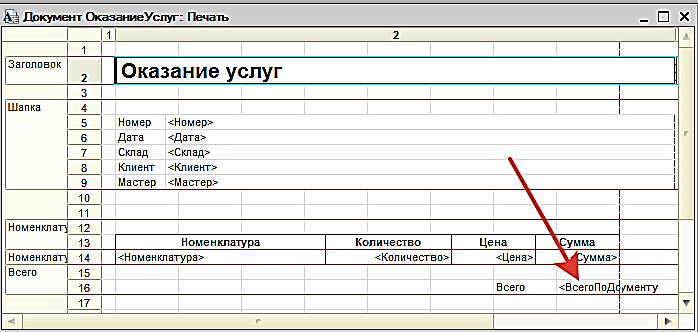 Документ ОказаниеУслуг: Печать
1 2
1
Заголовок 2 Оказание услуг
3
Шапка 4
5 Номер <Номер>
6 Дата <Дата>
7 Склад <Склад>
8 Клиент <Клиент>
9 Мастер <Мастер>
10
11
Номенклату 12
13 Номенклатура Количество Цена Сумма
Номенклату 14 <Номенклатура> <Количество> <Цена> <Сумма>
Всего 15
16 Всего <ВсегоПоДокументу
17